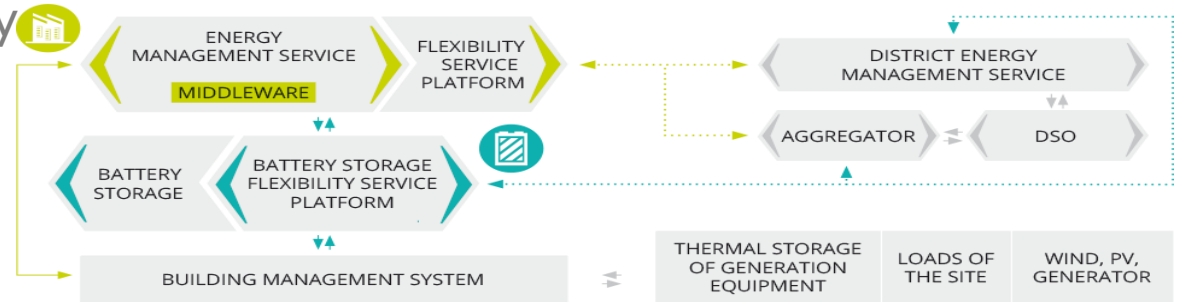 y
ENERGY
MANAGEMENT SERVICE
MIDDLEWARE
FLEXIBILITY
SERVICE
PLATFORM
DISTRICT ENERGY
MANAGEMENT SERVICE
AGGREGATOR
DSO
BATTERY
STORAGE
BATTERY STORAGE
FLEXIBILITY SERVICE
PLATFORM
BUILDING MANAGEMENT SYSTEM
THERMAL STORAGE
OF GENERATION
EQUIPMENT
LOADS OF
THE SITE
WIND, PV,
GENERATOR